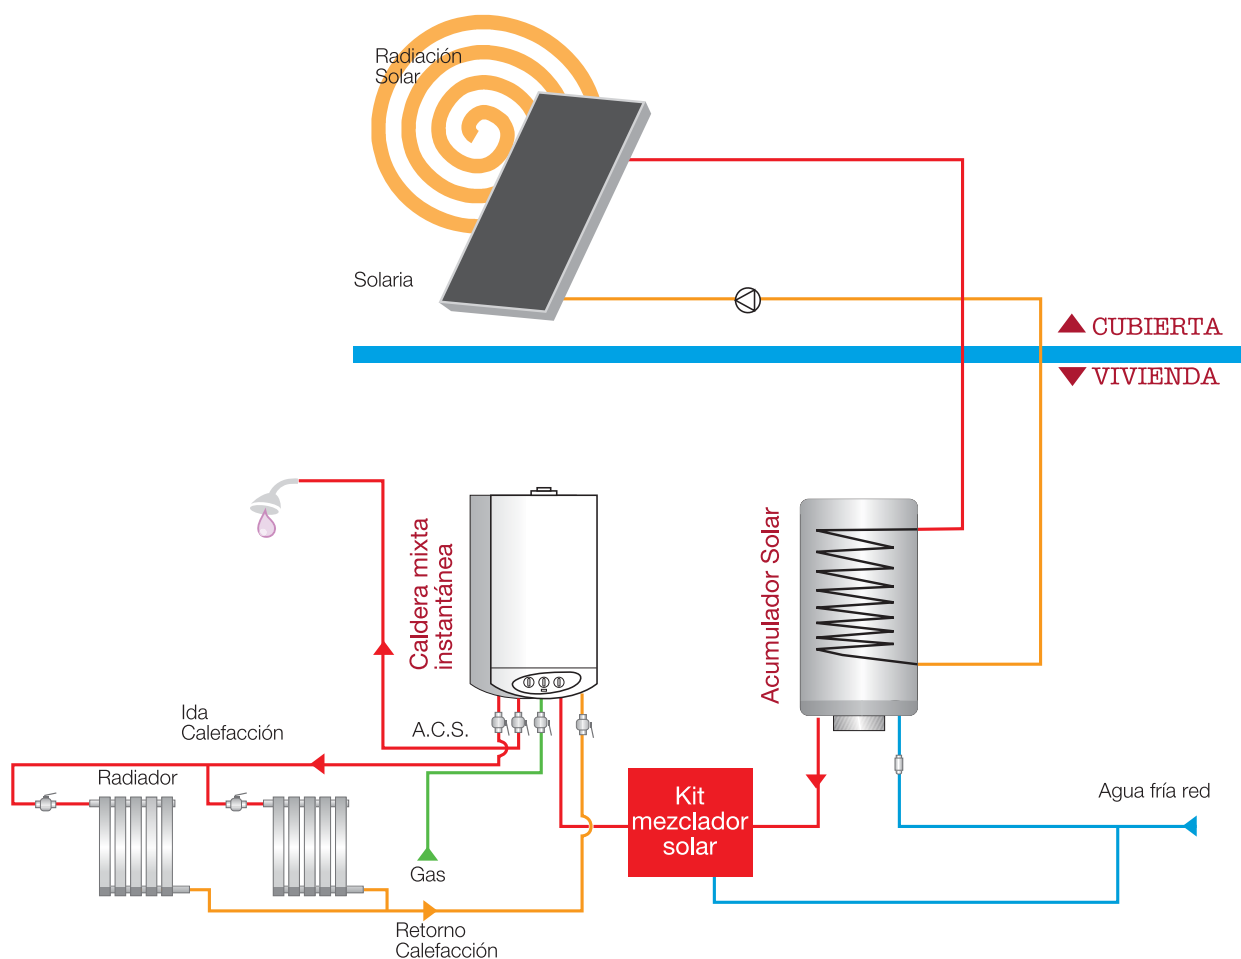 Radiación
Solar
Solaria
CUBIERTA
VIVIENDA
Caldera mixta
instantánea
Acumulador Solar
Ida
Calefacción
A.C.S.
Radiador
Kit
mezclador
solar
Agua fría red
Gas
Retorno
Calefacción